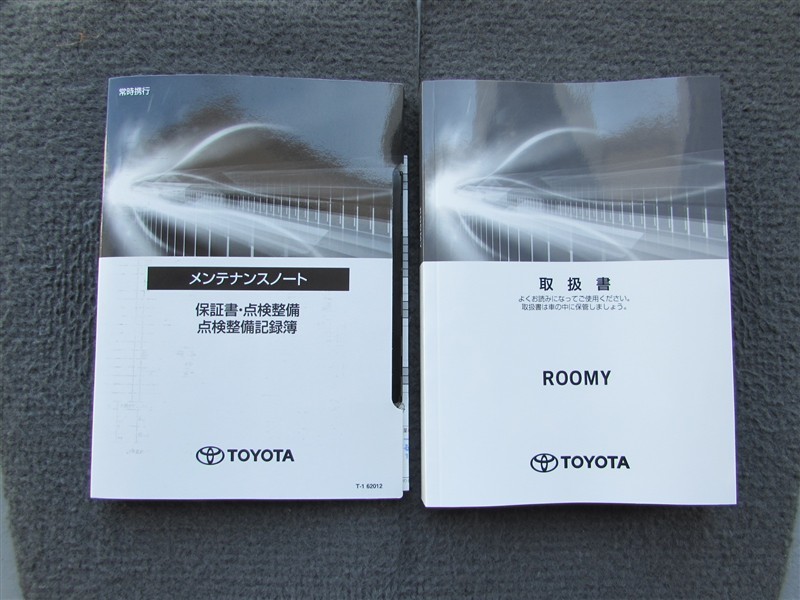 常時携行
メンテナンスノート
保証書・点検整備
点検整備記録簿
TOYOTA
T-1 62012
取扱書
よくお読みになってご使用ください。
取扱書は車の中に保管しましょう。
ROOMY
TOYOTA